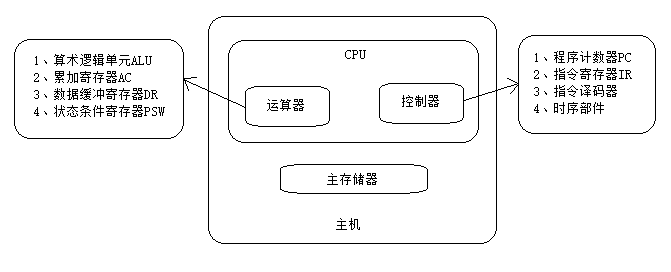 1、算术逻辑单元ALU
2、累加寄存器AC
3、数据缓冲寄存器DR
4、状态条件寄存器PSW
CPU
运算器
控制器
主存储器
主机
1、程序计数器PC
2、指令寄存器IR
3、指令译码器
4、时序部件